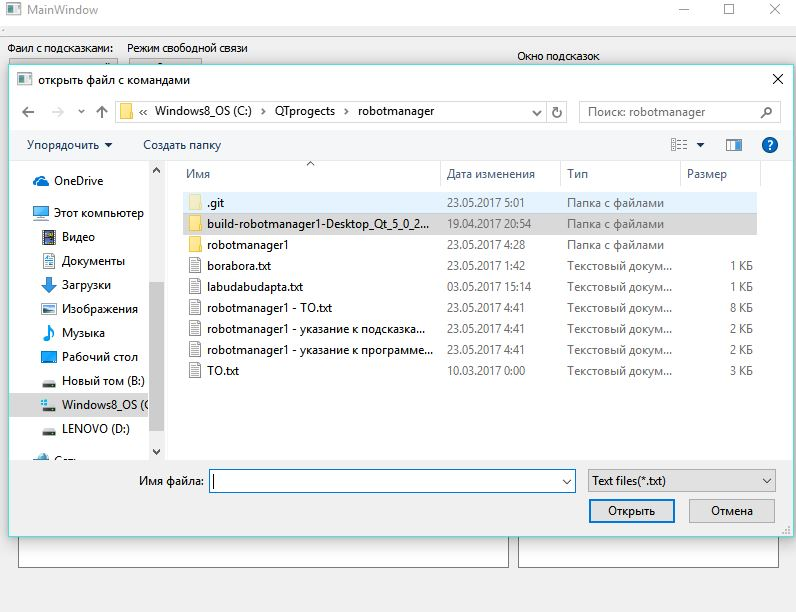 MainWindow
Файл с подсказками: Режим свободной связи
Окно подсказок
открыть файл с командами
« Windows8_OS (C:) › QTprogects › robotmanager
Поиск: robotmanager
Упорядочить Создать папку
Имя Дата изменения Тип Размер
OneDrive
Этот компьютер
Видео
Документы
Загрузки
Изображения
Музыка
Рабочий стол
Новый том (B:)
Windows8_OS (C
LENOVO (D:)
.git 23.05.2017 5:01 Папка с файлами
build-robotmanager1-Desktop_Qt_5_0_2... 19.04.2017 20:54 Папка с файлами
robotmanager1 23.05.2017 4:28 Папка с файлами
borabora.txt 23.05.2017 1:42 Текстовый докум... 1 КБ
labudabudapta.txt 03.05.2017 15:14 Текстовый докум... 1 КБ
robotmanager1 - TO.txt 23.05.2017 4:41 Текстовый докум... 8 КБ
robotmanager1 - указание к подсказка... 23.05.2017 4:41 Текстовый докум... 2 КБ
robotmanager1 - указание к программе... 23.05.2017 4:41 Текстовый докум... 2 КБ
TO.txt 10.03.2017 0:00 Текстовый докум... 3 КБ
Имя файла: Text files(*.txt)
Открыть Отмена